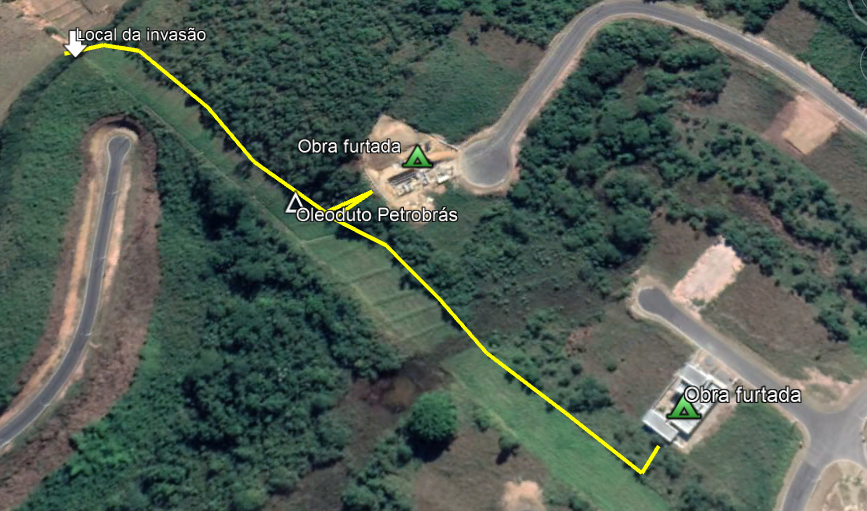 Local da invasão
Obra furtada
Oleoduto Petrobrás
Obra furtada